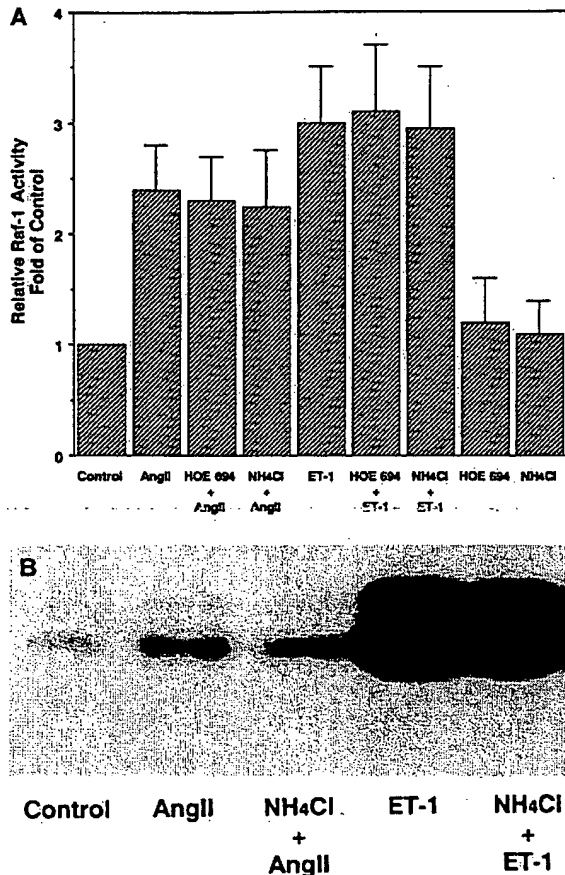 A
4
3
2
1
0
Relative Raf-1 Activity
Fold of Control
Control
AngII
HOE 694
+
AngII
NH4Cl
+
AngII
ET-1
HOE 694
+
ET-1
NH4Cl
+
ET-1
HOE 694
NH4Cl
B
Control
AngII
NH4Cl
+
AngII
ET-1
NH4Cl
+
ET-1